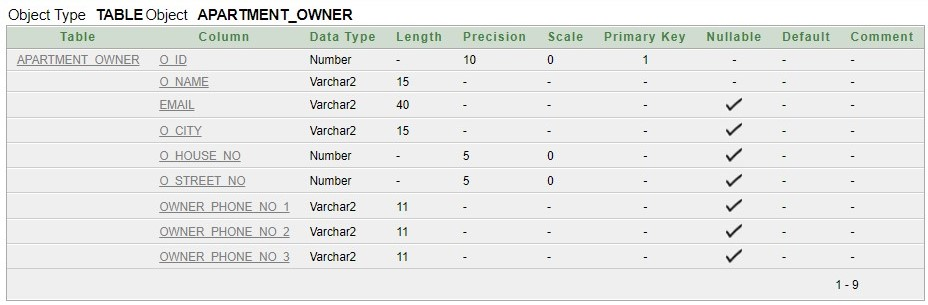 Object Type TABLE Object APARTMENT_OWNER
Table Column Data Type Length Precision Scale Primary Key Nullable Default Comment
APARTMENT_OWNER O_ID Number - 10 0 1 - - -
O_NAME Varchar2 15 - - - - - -
EMAIL Varchar2 40 - - - ✓ - -
O_CITY Varchar2 15 - - - ✓ - -
O_HOUSE_NO Number - 5 0 - ✓ - -
O_STREET_NO Number - 5 0 - ✓ - -
OWNER_PHONE_NO_1 Varchar2 11 - - - ✓ - -
OWNER_PHONE_NO_2 Varchar2 11 - - - ✓ - -
OWNER_PHONE_NO_3 Varchar2 11 - - - ✓ - -
1 - 9